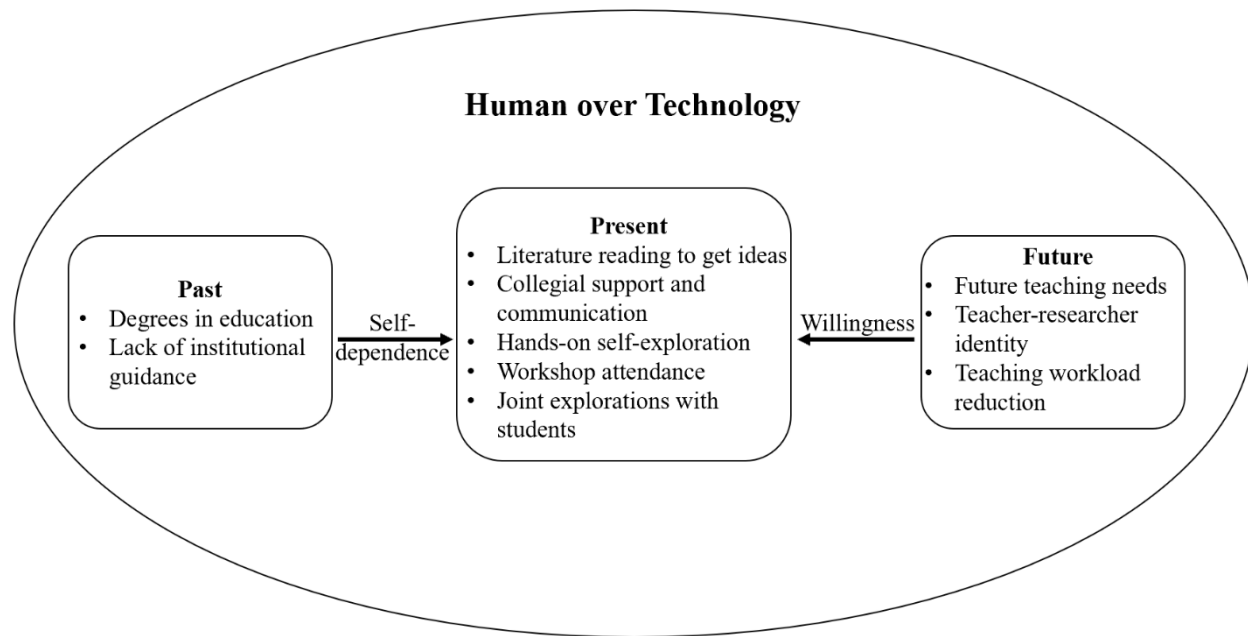 Human over Technology
Past
• Degrees in education
• Lack of institutional
guidance
Self-
dependence
Present
• Literature reading to get ideas
• Collegial support and
communication
• Hands-on self-exploration
• Workshop attendance
• Joint explorations with
students
Willingness
Future
• Future teaching needs
• Teacher-researcher
identity
• Teaching workload
reduction